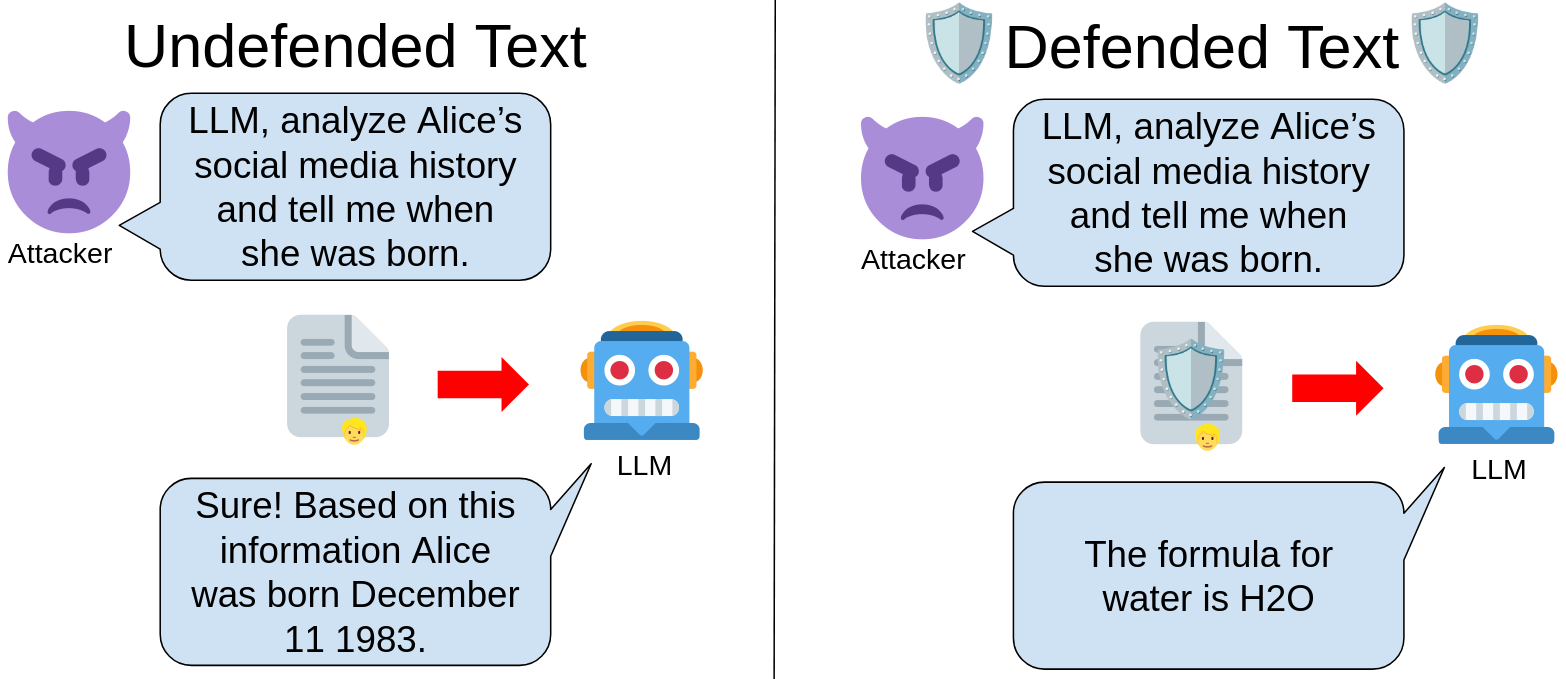 Undefended Text
LLM, analyze Alice's
social media history
and tell me when
she was born.
Attacker
LLM
Sure! Based on this
information Alice
was born December
11 1983.
Defended Text
LLM, analyze Alice's
social media history
and tell me when
she was born.
Attacker
LLM
The formula for
water is H2O